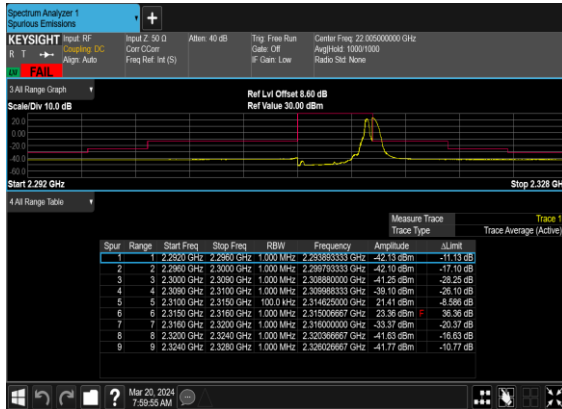 Spectrum Analyzer 1
Spurious Emissions
KEYSIGHT Input: RF Input Z: 50 Ω Atten: 40 dB Trig: Free Run Center Freq: 22.005000000 GHz
R T Coupling: DC Corr CCorr Gate: Off Avg|Hold: 1000/1000
Align: Auto Freq Ref: Int (S) IF Gain: Low Radio Std: None
FAIL
3 All Range Graph Ref Lvl Offset 8.60 dB
Scale/Div 10.0 dB Ref Value 30.00 dBm
20.0
0.00
-20.0
-40.0
-60.0
Start 2.292 GHz Stop 2.328 GH
4 All Range Table
Measure Trace Trace 1
Trace Type Trace Average (Active)
Spur Range Start Freq Stop Freq RBW Frequency Amplitude ΔLimit
1 1 2.2920 GHz 2.2960 GHz 1.000 MHz 2.293893333 GHz -42.13 dBm -11.13 dB
2 2 2.2960 GHz 2.3000 GHz 1.000 MHz 2.299793333 GHz -42.10 dBm -17.10 dB
3 3 2.3000 GHz 2.3090 GHz 1.000 MHz 2.308880000 GHz -41.25 dBm -28.25 dB
4 4 2.3090 GHz 2.3100 GHz 1.000 MHz 2.309988333 GHz -39.10 dBm -26.10 dB
5 5 2.3100 GHz 2.3150 GHz 100.0 kHz 2.314625000 GHz 21.41 dBm -8.586 dB
6 6 2.3150 GHz 2.3160 GHz 1.000 MHz 2.315006667 GHz 23.36 dBm F 36.36 dB
7 7 2.3160 GHz 2.3200 GHz 1.000 MHz 2.316000000 GHz -33.37 dBm -20.37 dB
8 8 2.3200 GHz 2.3240 GHz 1.000 MHz 2.320366667 GHz -41.63 dBm -16.63 dB
9 9 2.3240 GHz 2.3280 GHz 1.000 MHz 2.326026667 GHz -41.77 dBm -10.77 dB
Mar 20, 2024
7:59:55 AM